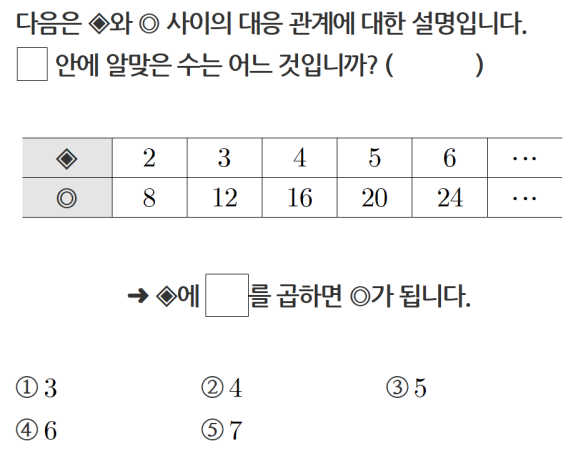 다음은 ◈와 ◎ 사이의 대응 관계에 대한 설명입니다.
□ 안에 알맞은 수는 어느 것입니까? (        )
◈ 2 3 4 5 6 ⋯
◎ 8 12 16 20 24 ⋯
➜ ◈에 □를 곱하면 ◎가 됩니다.
① 3 ② 4 ③ 5
④ 6 ⑤ 7